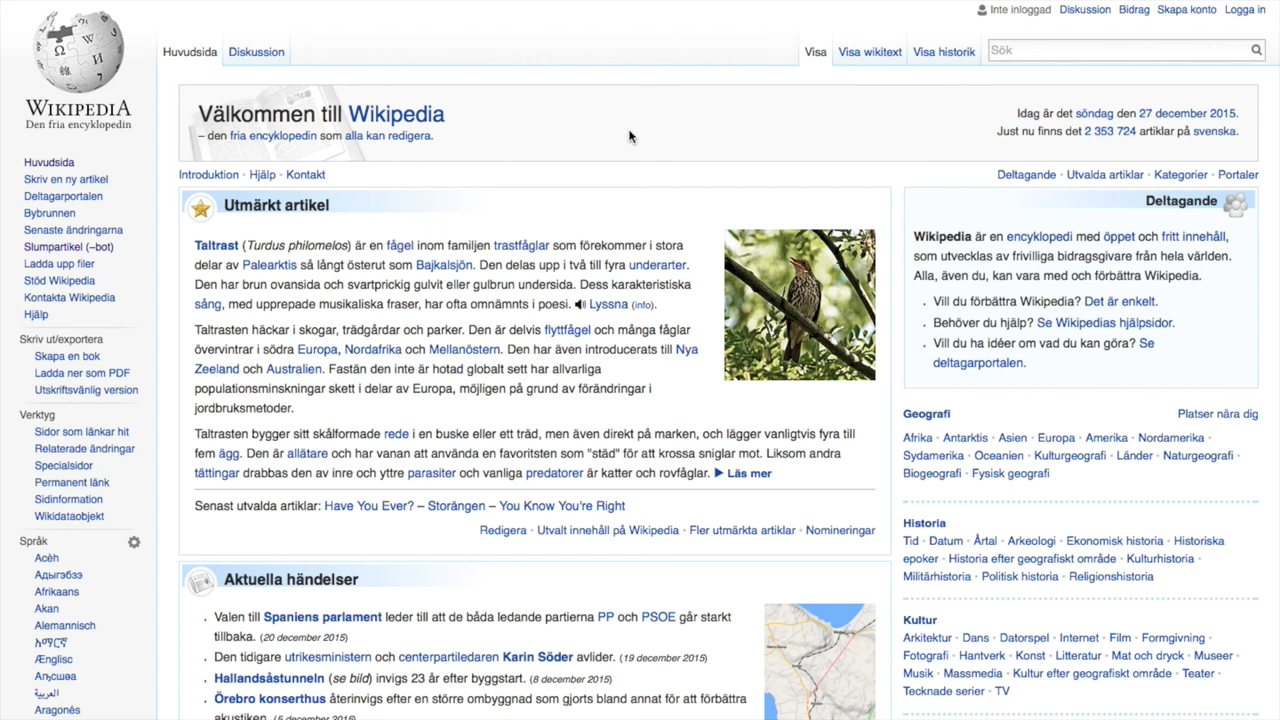 Inte inloggad Diskussion Bidrag Skapa konto Logga in
Huvudsida Diskussion
Visa Visa wikitext Visa historik Sök
WIKIPEDIA
Den fria encyklopedin
Huvudsida
Skriv en ny artikel
Deltagarportalen
Bybrunnen
Senaste ändringarna
Slumpartikel (–bot)
Ladda upp filer
Stöd Wikipedia
Kontakta Wikipedia
Hjälp
Skriv ut/exportera
Skapa en bok
Ladda ner som PDF
Utskriftsvänlig version
Verktyg
Sidor som länkar hit
Relaterade ändringar
Specialsidor
Permanent länk
Sidinformation
Wikidataobjekt
Språk
Acèh
Адыгэбзэ
Afrikaans
Akan
Alemannisch
አማርኛ
Ænglisc
Аҧсшәа
العربية
Aragonés
Välkommen till Wikipedia
– den fria encyklopedin som alla kan redigera.
Idag är det söndag den 27 december 2015.
Just nu finns det 2 353 724 artiklar på svenska.
Introduktion · Hjälp · Kontakt
Deltagande · Utvalda artiklar · Kategorier · Portaler
Utmärkt artikel
Taltrast (Turdus philomelos) är en fågel inom familjen trastfåglar som förekommer i stora
delar av Palearktis så långt österut som Bajkalsjön. Den delas upp i två till fyra underarter.
Den har brun ovansida och svartprickig gulvit eller gulbrun undersida. Dess karakteristiska
sång, med upprepade musikaliska fraser, har ofta omnämnts i poesi. Lyssna (info).
Taltrasten häckar i skogar, trädgårdar och parker. Den är delvis flyttfågel och många fåglar
övervintrar i södra Europa, Nordafrika och Mellanöstern. Den har även introducerats till Nya
Zeeland och Australien. Fastän den inte är hotad globalt sett har allvarliga
populationsminskningar skett i delar av Europa, möjligen på grund av förändringar i
jordbruksmetoder.
Taltrasten bygger sitt skålformade rede i en buske eller ett träd, men även direkt på marken, och lägger vanligtvis fyra till
fem ägg. Den är allätare och har vanan att använda en favoritsten som "städ" för att krossa sniglar mot. Liksom andra
tättingar drabbas den av inre och yttre parasiter och vanliga predatorer är katter och rovfåglar. ► Läs mer
Senast utvalda artiklar: Have You Ever? – Storängen – You Know You're Right
Redigera · Utvalt innehåll på Wikipedia · Fler utmärkta artiklar · Nomineringar
Aktuella händelser
Valen till Spaniens parlament leder till att de båda ledande partierna PP och PSOE går starkt
tillbaka. (20 december 2015)
Den tidigare utrikesministern och centerpartiledaren Karin Söder avlider. (19 december 2015)
Hallandsåstunneln (se bild) invigs 23 år efter byggstart. (8 december 2015)
Örebro konserthus återinvigs efter en större ombyggnad som gjorts bland annat för att förbättra
akustiken. (5 december 2015)
Deltagande
Wikipedia är en encyklopedi med öppet och fritt innehåll,
som utvecklas av frivilliga bidragsgivare från hela världen.
Alla, även du, kan vara med och förbättra Wikipedia.
Vill du förbättra Wikipedia? Det är enkelt.
Behöver du hjälp? Se Wikipedias hjälpsidor.
Vill du ha idéer om vad du kan göra? Se
deltagarportalen.
Geografi Platser nära dig
Afrika · Antarktis · Asien · Europa · Amerika · Nordamerika ·
Sydamerika · Oceanien · Kulturgeografi · Länder · Naturgeografi ·
Biogeografi · Fysisk geografi
Historia
Tid · Datum · Årtal · Arkeologi · Ekonomisk historia · Historiska
epoker · Historia efter geografiskt område · Kulturhistoria ·
Militärhistoria · Politisk historia · Religionshistoria
Kultur
Arkitektur · Dans · Datorspel · Internet · Film · Formgivning ·
Fotografi · Hantverk · Konst · Litteratur · Mat och dryck · Museer ·
Musik · Massmedia · Kultur efter geografiskt område · Teater ·
Tecknade serier · TV